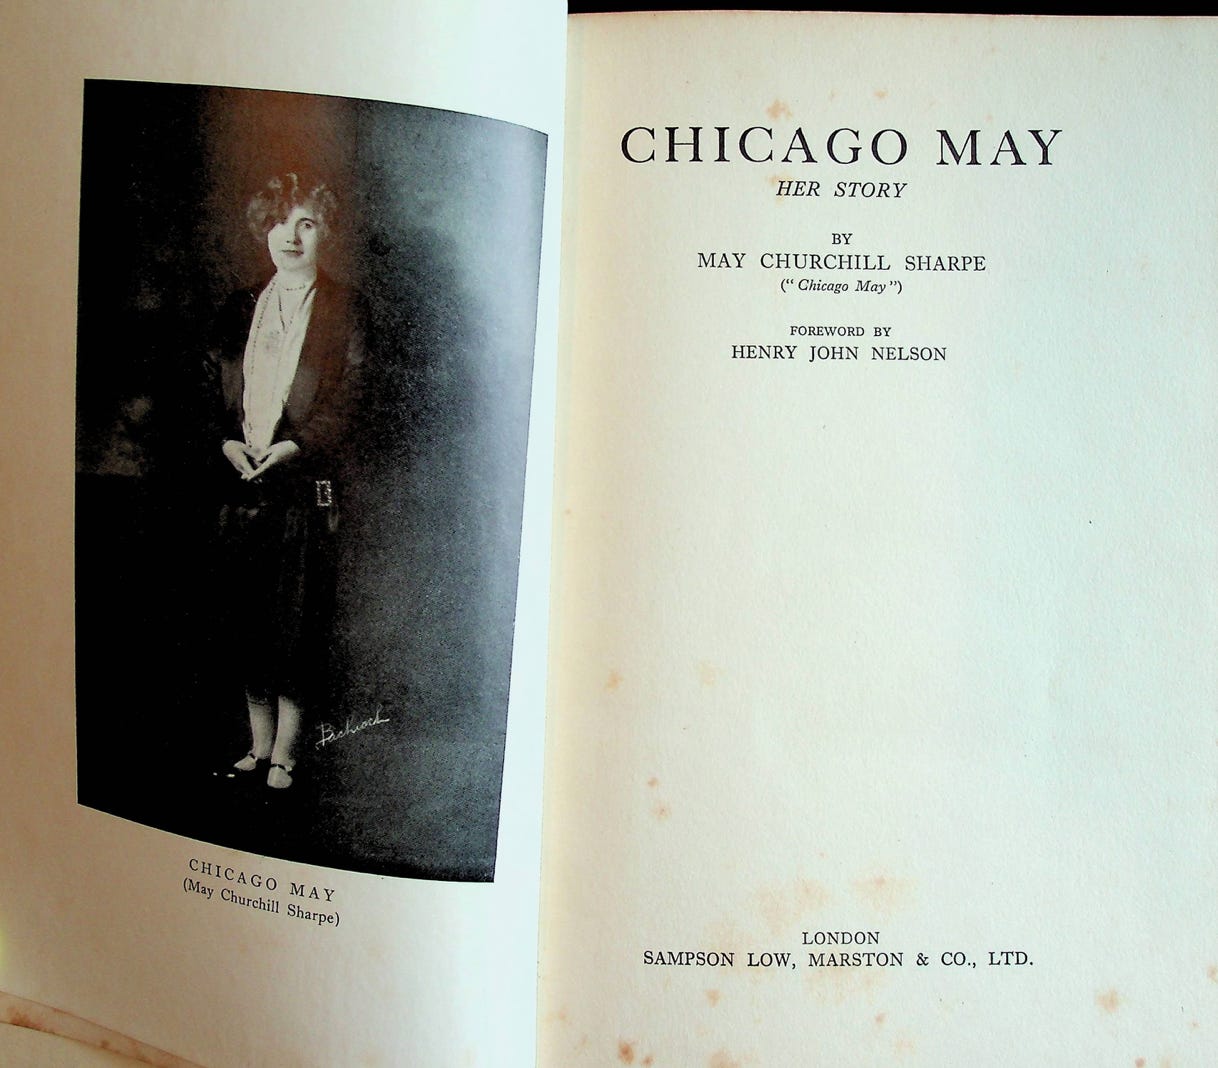 Bachrach
CHICAGO MAY
(May Churchill Sharpe)
CHICAGO MAY
HER STORY
BY
MAY CHURCHILL SHARPE
(“Chicago May”)
FOREWORD BY
HENRY JOHN NELSON
LONDON
SAMPSON LOW, MARSTON & CO., LTD.